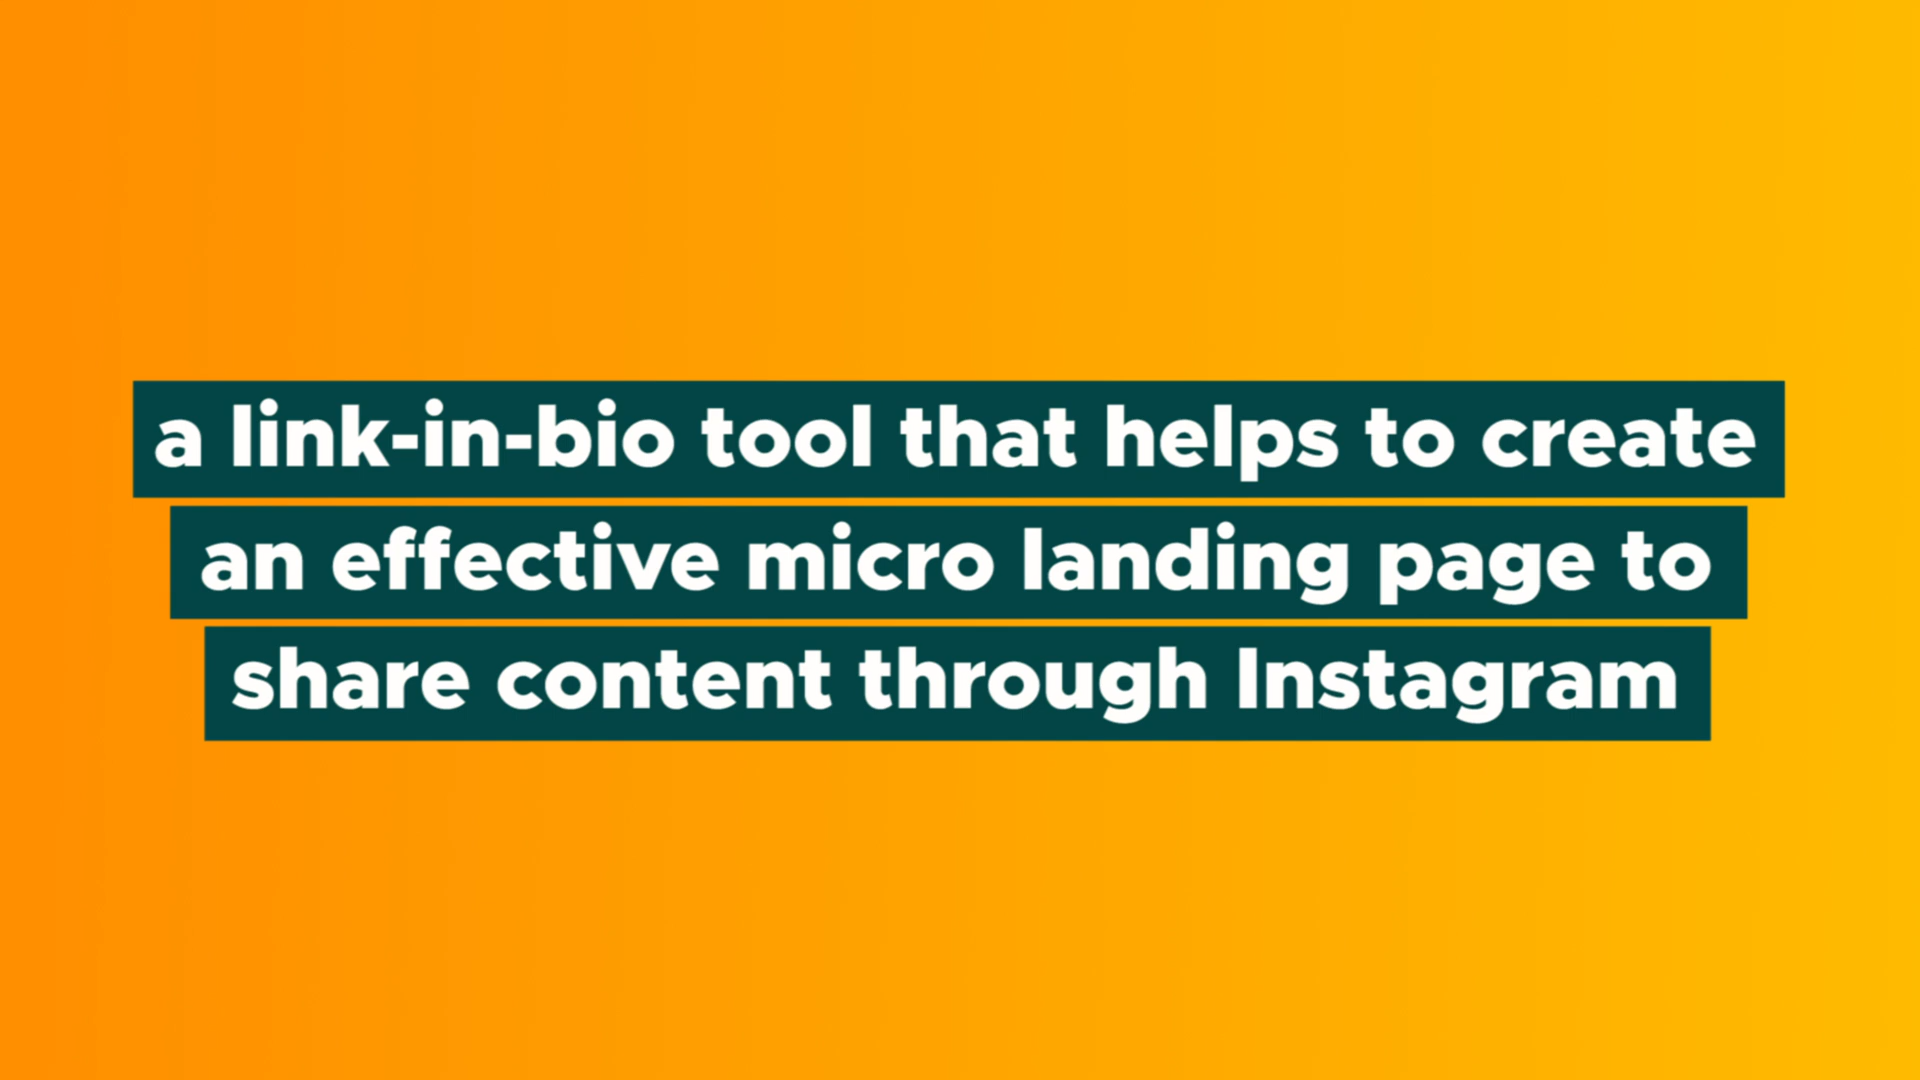 a link-in-bio tool that helps to create
an effective micro landing page to
share content through Instagram